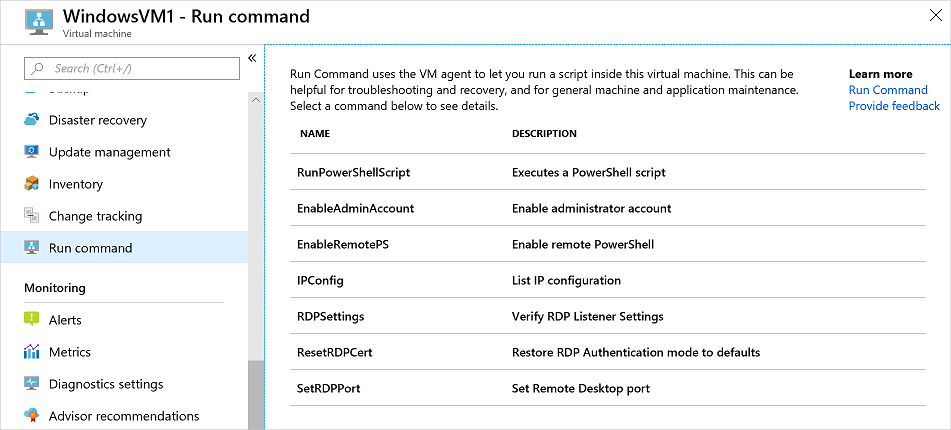 WindowsVM1 - Run command
Virtual machine
Search (Ctrl+/)
Backup
Disaster recovery
Update management
Inventory
Change tracking
Run command
Monitoring
Alerts
Metrics
Diagnostics settings
Advisor recommendations
Run Command uses the VM agent to let you run a script inside this virtual machine. This can be
helpful for troubleshooting and recovery, and for general machine and application maintenance.
Select a command below to see details.
Learn more
Run Command
Provide feedback
NAME DESCRIPTION
RunPowerShellScript Executes a PowerShell script
EnableAdminAccount Enable administrator account
EnableRemotePS Enable remote PowerShell
IPConfig List IP configuration
RDPSettings Verify RDP Listener Settings
ResetRDPCert Restore RDP Authentication mode to defaults
SetRDPPort Set Remote Desktop port